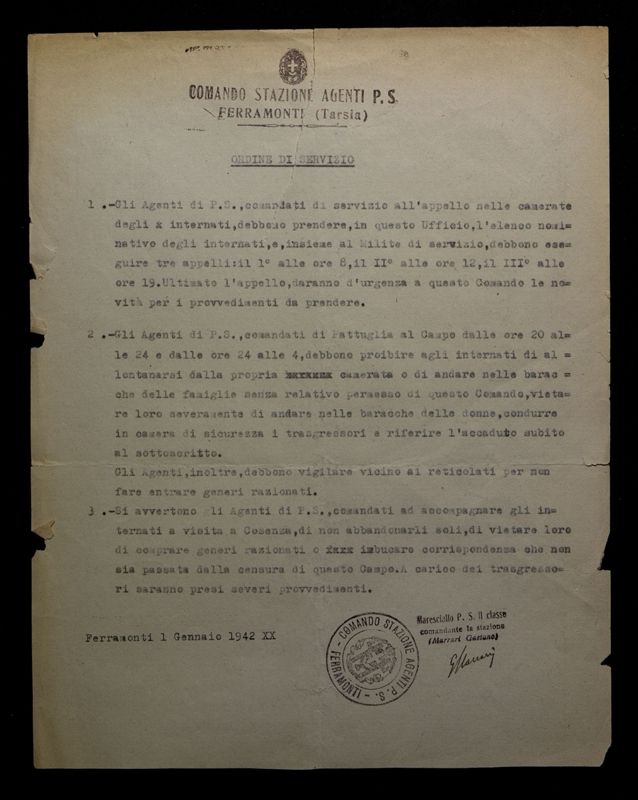 COMANDO STAZIONE AGENTI P. S.
FERRAMONTI (Tarsia)
ORDINE DI SERVIZIO
1 .-Gli Agenti di P.S.,comandati di servizio all'appello nelle camerate
degli x internati,debbono prendere,in questo Ufficio,l'elenco nomi=
nativo degli internati,e,insieme al Milite di servizio,debbono ese=
guire tre appelli:il 1° alle ore 8,il II° alle ore 12,il III° alle
ore 19.Ultimato l'appello,daranno d'urgenza a questo Comando le no=
vità per i provvedimenti da prendere.
2 .-Gli Agenti di P.S.,comandati di Pattuglia al Campo dalle ore 20 al=
le 24 e dalle ore 24 alle 4,debbono proibire agli internati di al =
lontanarsi dalla propria xxxxxxx camerata o di andare nelle barac =
che delle famiglie senza relativo permesso di questo Comando,vieta=
re loro severamente di andare nelle baracche delle donne,condurre
in camera di sicurezza i trasgressori e riferire l'accaduto subito
al sottoscritto.
Gli Agenti,inoltre,debbono vigilare vicino ai reticolati per non
fare entrare generi razionati.
3 .-Si avvertono gli Agenti di P.S.,comandati ad accompagnare gli in=
ternati a visita a Cosenza,di non abbandonarli soli,di vietare loro
di comprare generi razionati o xxxx imbucare corrispondenza che non
sia passata dalla censura di questo Campo.A carico dei trasgresso=
ri saranno presi severi provvedimenti.
Ferramonti 1 Gennaio 1942 XX
- COMANDO STAZIONE AGENTI P. S. - FERRAMONTI
Maresciallo P. S. II classe
comandante la stazione
(Marrari Gaetano)
GMarrari